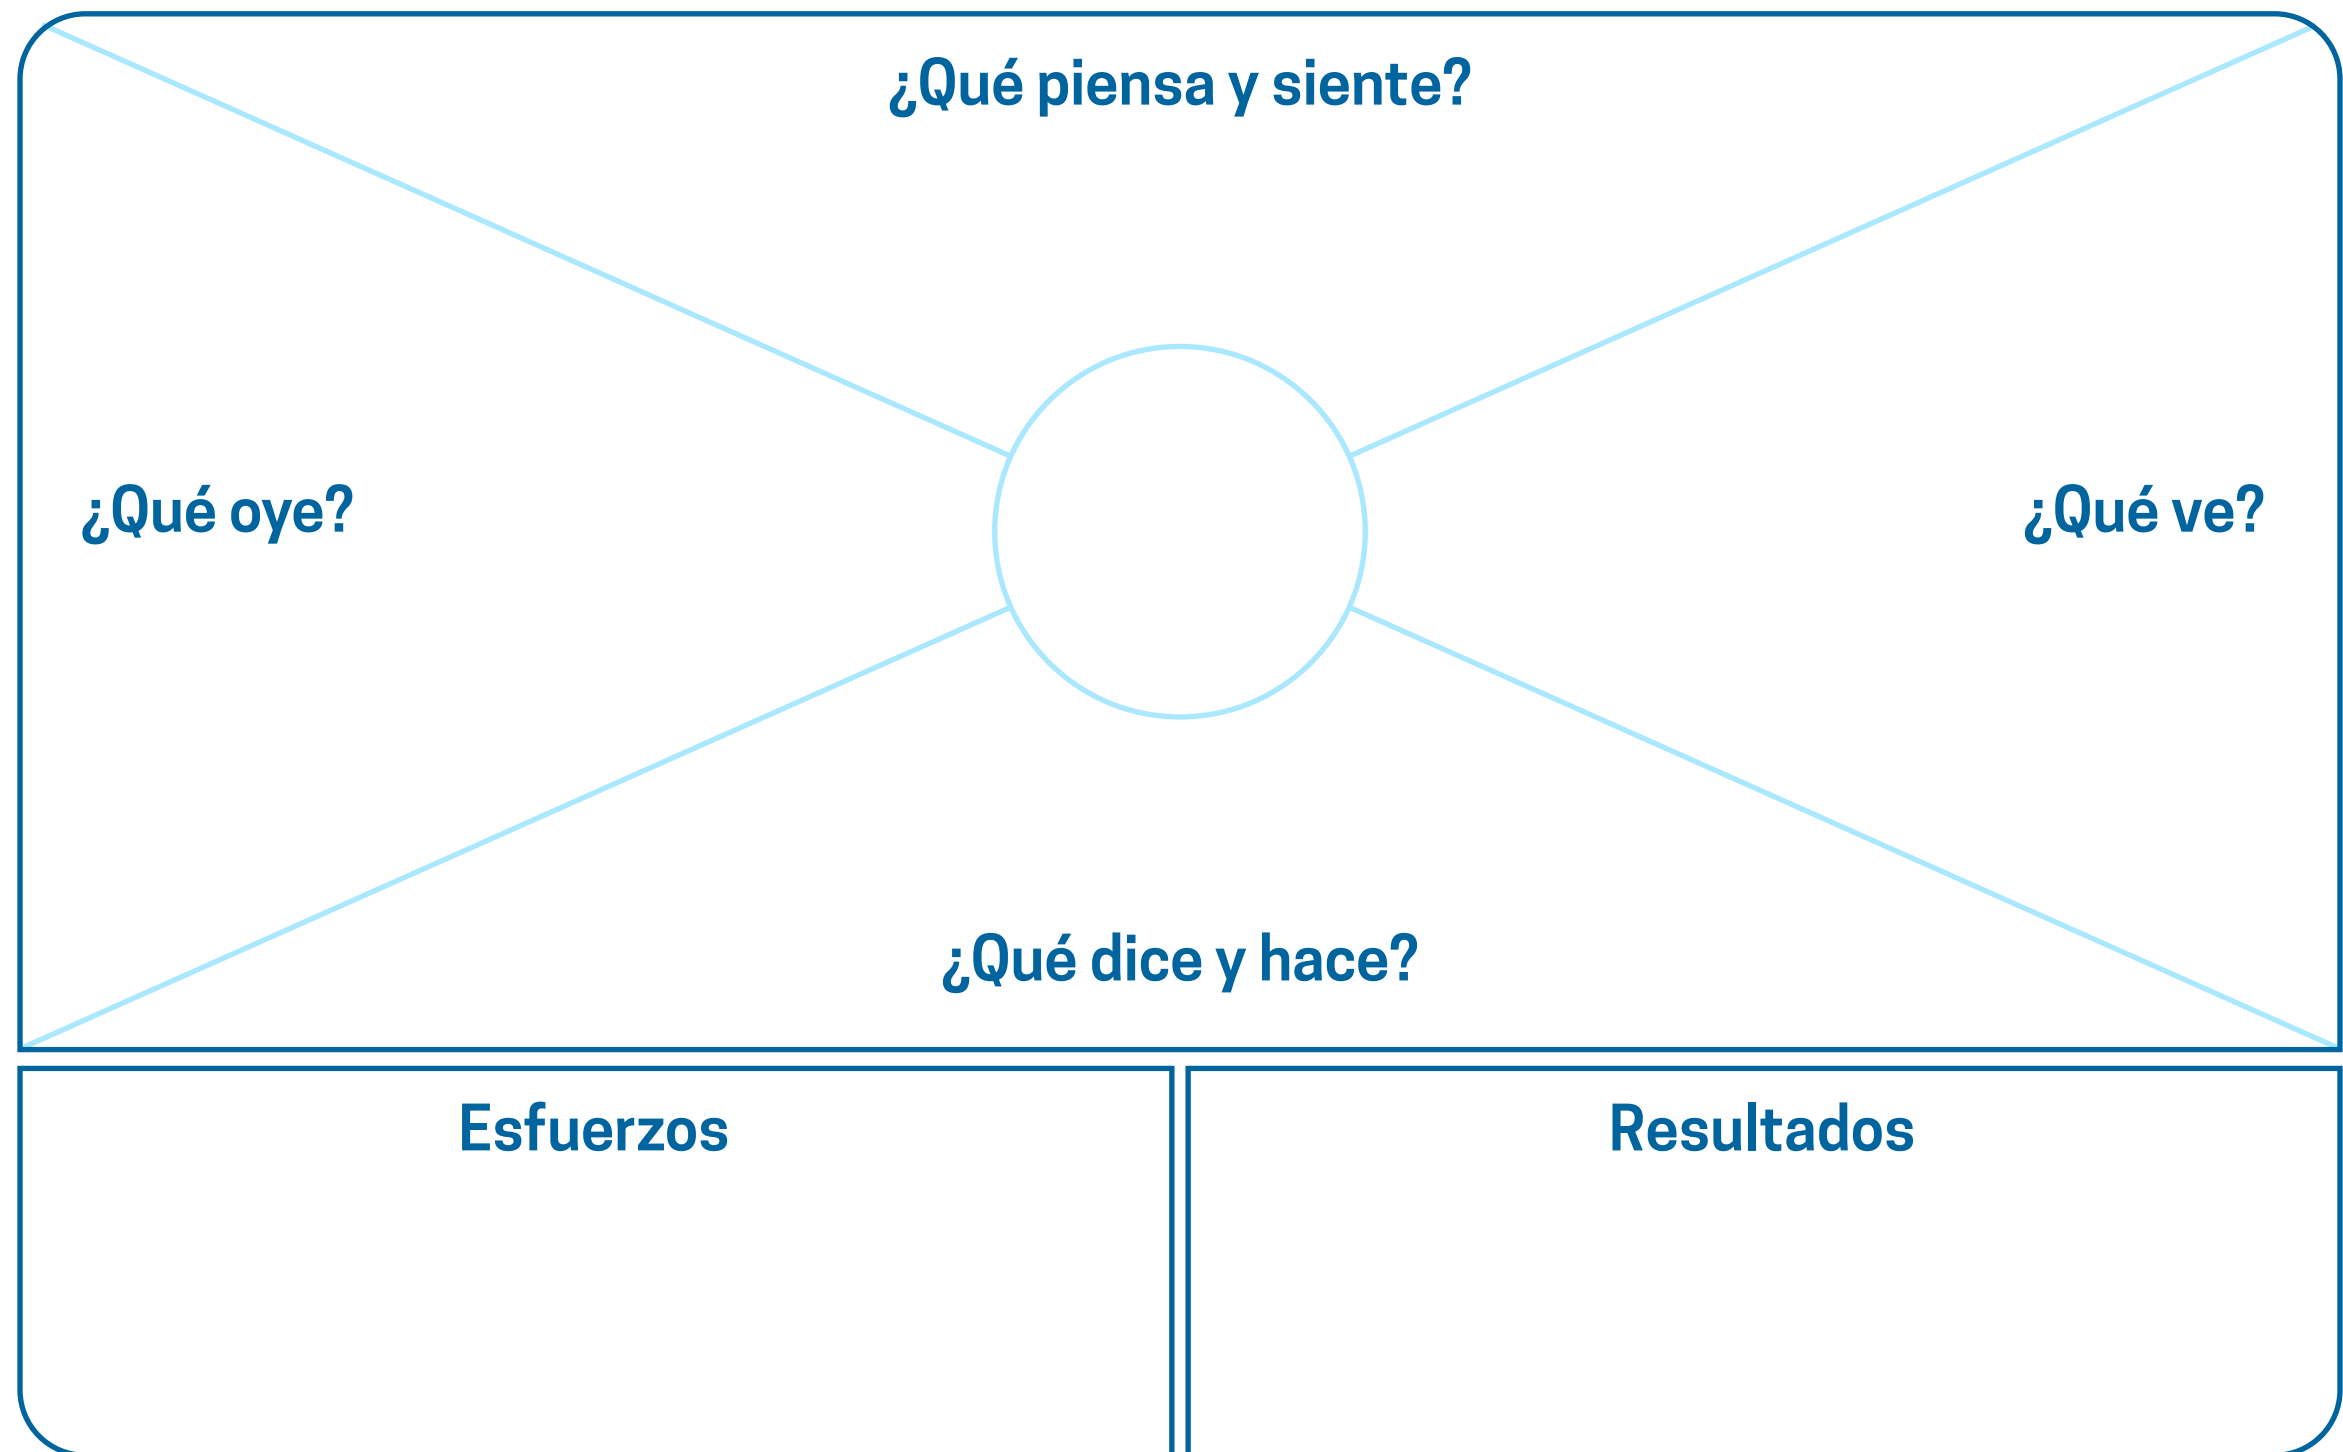 ¿Qué piensa y siente?
¿Qué oye?
¿Qué ve?
¿Qué dice y hace?
Esfuerzos
Resultados